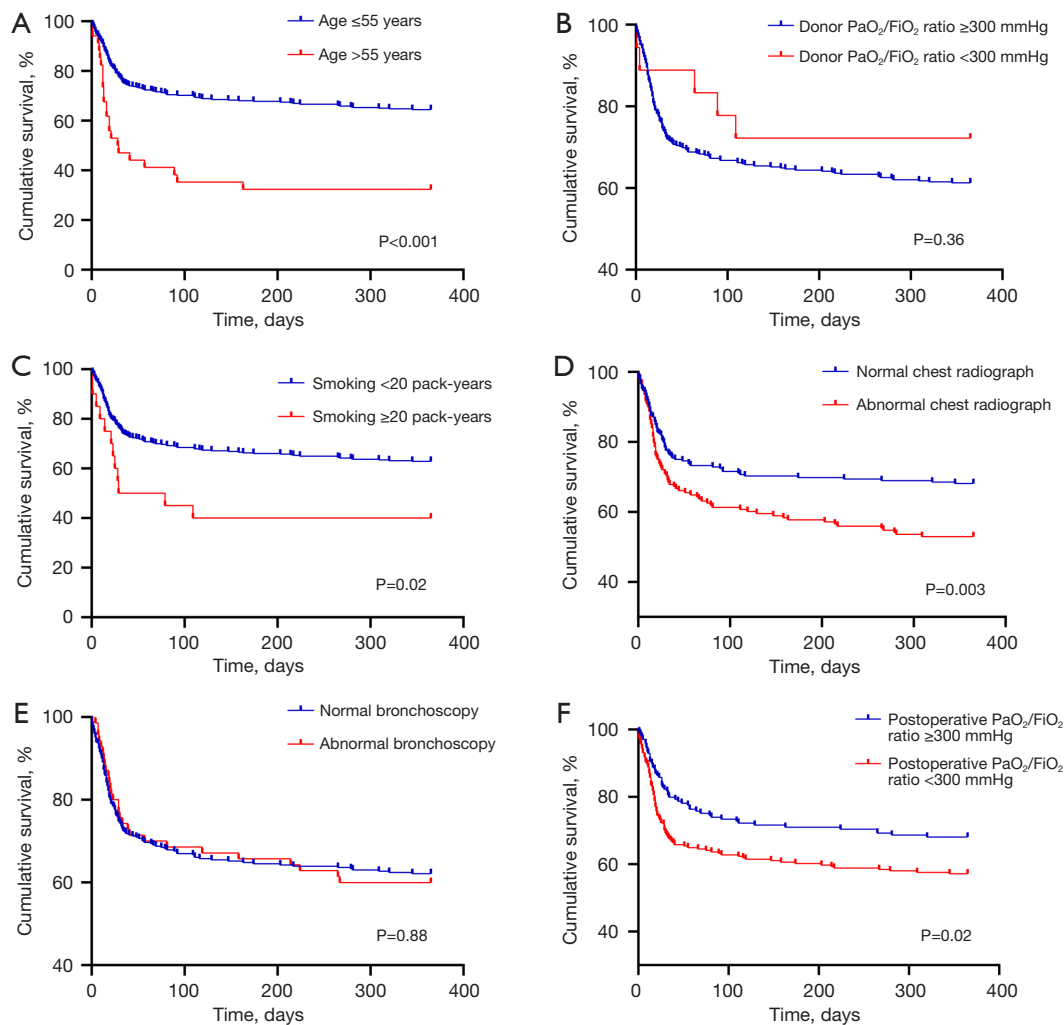 A
Age ≤55 years
Age >55 years
Cumulative survival, %
100
80
60
40
20
0
P<0.001
0
100
200
300
400
Time, days
B
Donor PaO₂/FiO₂ ratio ≥300 mmHg
Donor PaO₂/FiO₂ ratio <300 mmHg
Cumulative survival, %
100
80
60
40
P=0.36
0
100
200
300
400
Time, days
C
Smoking <20 pack-years
Smoking ≥20 pack-years
Cumulative survival, %
100
80
60
40
20
0
P=0.02
0
100
200
300
400
Time, days
D
Normal chest radiograph
Abnormal chest radiograph
Cumulative survival, %
100
80
60
40
P=0.003
0
100
200
300
400
Time, days
E
Normal bronchoscopy
Abnormal bronchoscopy
Cumulative survival, %
100
80
60
40
P=0.88
0
100
200
300
400
Time, days
F
Postoperative PaO₂/FiO₂
ratio ≥300 mmHg
Postoperative PaO₂/FiO₂
ratio <300 mmHg
Cumulative survival, %
100
80
60
40
P=0.02
0
100
200
300
400
Time, days